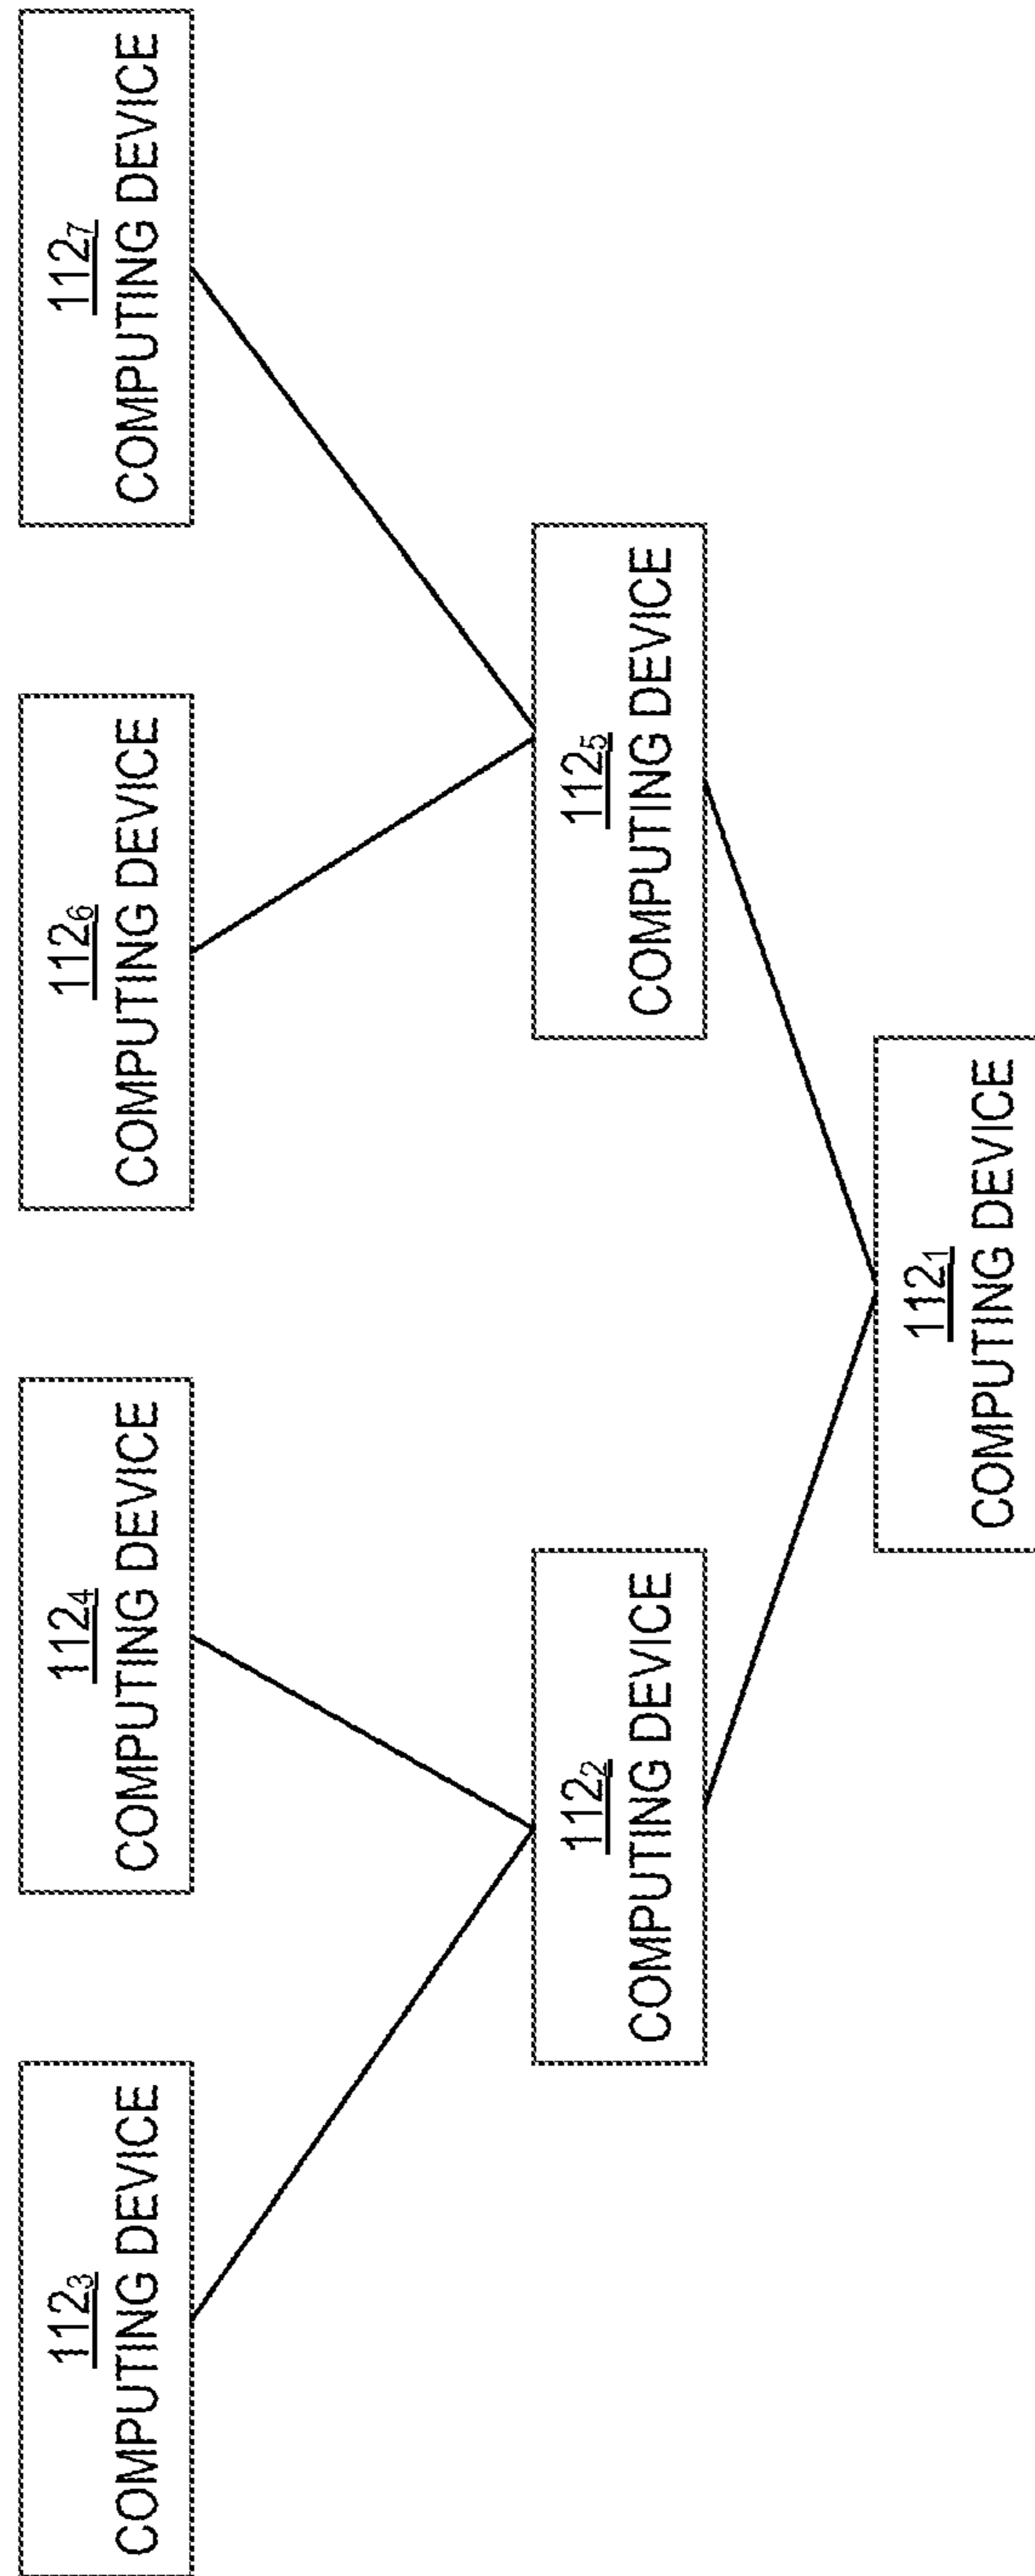 112₃
COMPUTING DEVICE
112₄
COMPUTING DEVICE
112₆
COMPUTING DEVICE
112₇
COMPUTING DEVICE
112₂
COMPUTING DEVICE
112₅
COMPUTING DEVICE
112₁
COMPUTING DEVICE